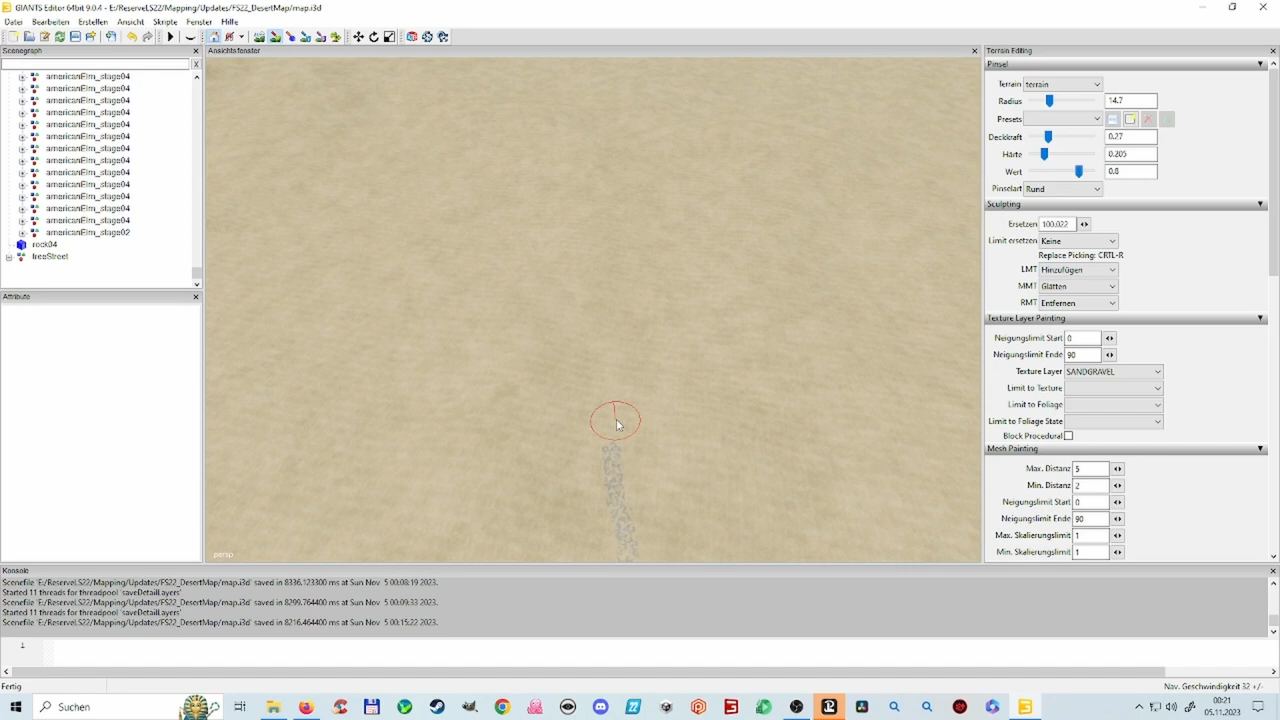 GIANTS Editor 64bit 9.0.4 - E:/ReserveLS22/Mapping/Updates/FS22_DesertMap/map.i3d
Datei Bearbeiten Erstellen Ansicht Skripte Fenster Hilfe
Scenegraph
X
americanElm_stage04
americanElm_stage04
americanElm_stage04
americanElm_stage04
americanElm_stage04
americanElm_stage04
americanElm_stage04
americanElm_stage04
americanElm_stage04
americanElm_stage04
americanElm_stage04
americanElm_stage04
americanElm_stage04
americanElm_stage02
rock04
treeStreet
Attribute
Ansichtsfenster
persp
Terrain Editing
Pinsel
Terrain terrain
Radius 14.7
Presets
Deckkraft 0.27
Härte 0.205
Wert 0.8
Pinselart Rund
Sculpting
Ersetzen 100.022
Limit ersetzen Keine
Replace Picking: CRTL-R
LMT Hinzufügen
MMT Glätten
RMT Entfernen
Texture Layer Painting
Neigungslimit Start 0
Neigungslimit Ende 90
Texture Layer SANDGRAVEL
Limit to Texture
Limit to Foliage
Limit to Foliage State
Block Procedural
Mesh Painting
Max. Distanz 5
Min. Distanz 2
Neigungslimit Start 0
Neigungslimit Ende 90
Max. Skalierungslimit 1
Min. Skalierungslimit 1
Konsole
Scenefile 'E:/ReserveLS22/Mapping/Updates/FS22_DesertMap/map.i3d' saved in 8336.123300 ms at Sun Nov 5 00:08:19 2023.
Started 11 threads for threadpool 'saveDetailLayers'
Scenefile 'E:/ReserveLS22/Mapping/Updates/FS22_DesertMap/map.i3d' saved in 8299.764400 ms at Sun Nov 5 00:09:33 2023.
Started 11 threads for threadpool 'saveDetailLayers'
Scenefile 'E:/ReserveLS22/Mapping/Updates/FS22_DesertMap/map.i3d' saved in 8216.464400 ms at Sun Nov 5 00:15:22 2023.
1
Fertig
Nav. Geschwindigkeit 32 +/-
Suchen
00:21
05.11.2023